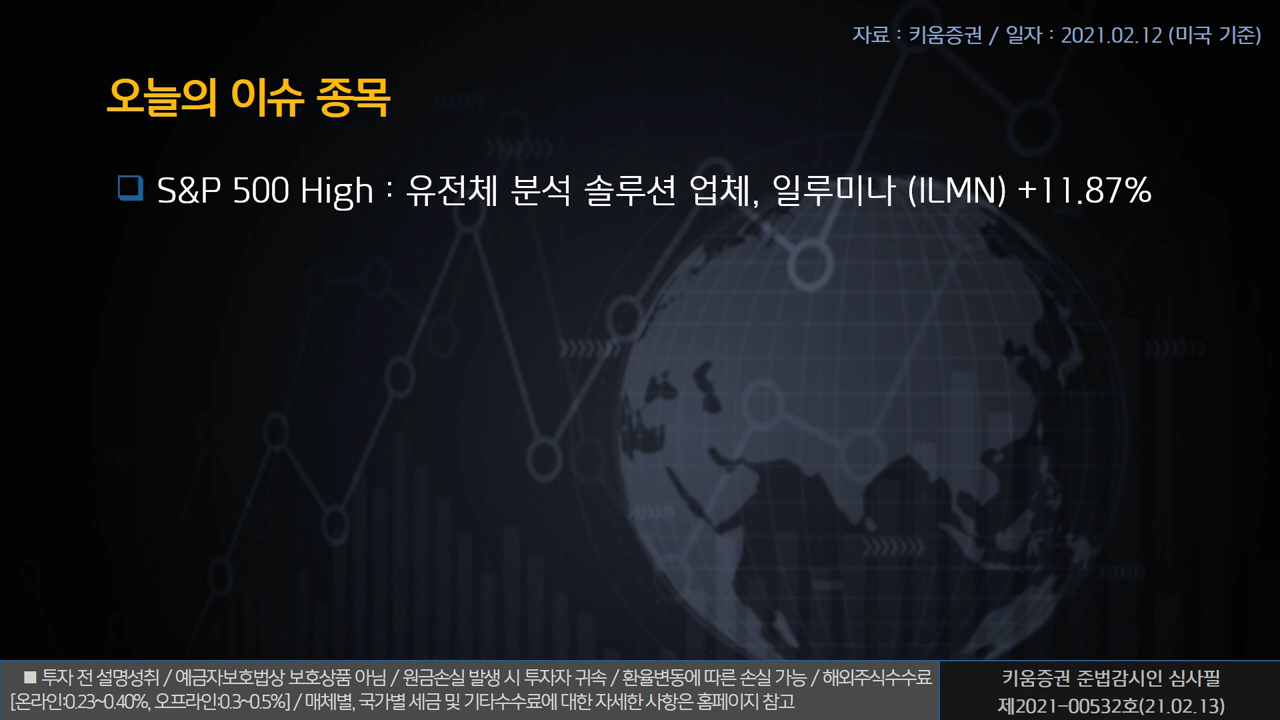 자료 : 키움증권 / 일자 : 2021.02.12 (미국 기준)
오늘의 이슈 종목
❑ S&P 500 High : 유전체 분석 솔루션 업체, 일루미나 (ILMN) +11.87%
■ 투자 전 설명성취 / 예금자보호법상 보호상품 아님 / 원금손실 발생 시 투자자 귀속 / 환율변동에 따른 손실 가능 / 해외주식수수료
[온라인:0.23~0.40%, 오프라인:0.3~0.5%] / 매체별, 국가별 세금 및 기타수수료에 대한 자세한 사항은 홈페이지 참고
키움증권 준법감시인 심사필
제2021-00532호(21.02.13)